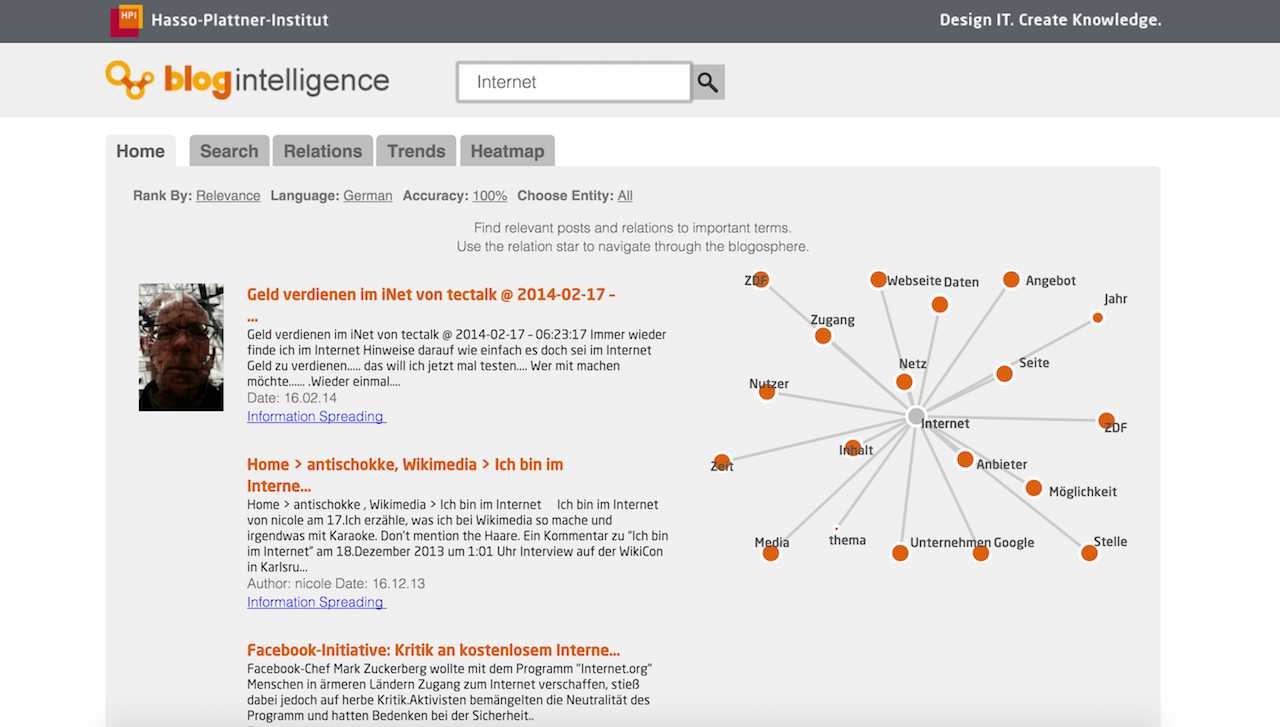 HPI Hasso-Plattner-Institut
Design IT. Create Knowledge.
blogintelligence
Internet
Home Search Relations Trends Heatmap
Rank By: Relevance Language: German Accuracy: 100% Choose Entity: All
Find relevant posts and relations to important terms.
Use the relation star to navigate through the blogosphere.
Geld verdienen im iNet von tectalk @ 2014-02-17 –
...
Geld verdienen im iNet von tectalk @ 2014-02-17 – 06:23:17 Immer wieder
finde ich im Internet Hinweise darauf wie einfach es doch sei im Internet
Geld zu verdienen..... das will ich jetzt mal testen.... Wer mit machen
möchte...... .Wieder einmal....
Date: 16.02.14
Information Spreading
Home > antischokke, Wikimedia > Ich bin im
Interne...
Home > antischokke , Wikimedia > Ich bin im Internet    Ich bin im Internet
von nicole am 17.Ich erzähle, was ich bei Wikimedia so mache und
irgendwas mit Karaoke. Don't mention the Haare. Ein Kommentar zu "Ich bin
im Internet" am 18.Dezember 2013 um 1:01 Uhr Interview auf der WikiCon
in Karlsru...
Author: nicole Date: 16.12.13
Information Spreading
Facebook-Initiative: Kritik an kostenlosem Interne...
Facebook-Chef Mark Zuckerberg wollte mit dem Programm "Internet.org"
Menschen in ärmeren Ländern Zugang zum Internet verschaffen, stieß
dabei jedoch auf herbe Kritik.Aktivisten bemängelten die Neutralität des
Programm und hatten Bedenken bei der Sicherheit..
ZDF
Webseite
Daten
Angebot
Jahr
Zugang
Netz
Seite
Nutzer
Internet
ZDF
Inhalt
Zeit
Anbieter
Möglichkeit
Media
thema
Unternehmen
Google
Stelle